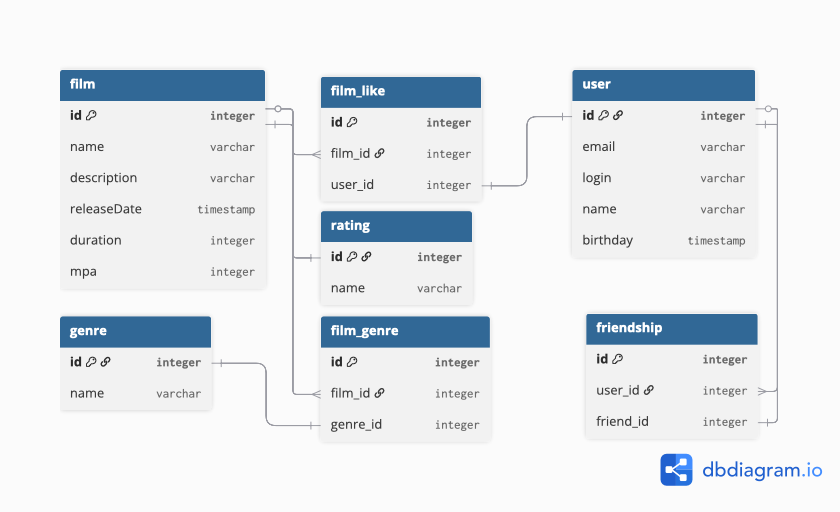 film
id integer
name varchar
description varchar
releaseDate timestamp
duration integer
mpa integer
film_like
id integer
film_id integer
user_id integer
user
id integer
email varchar
login varchar
name varchar
birthday timestamp
rating
id integer
name varchar
genre
id integer
name varchar
film_genre
id integer
film_id integer
genre_id integer
friendship
id integer
user_id integer
friend_id integer
dbdiagram.io